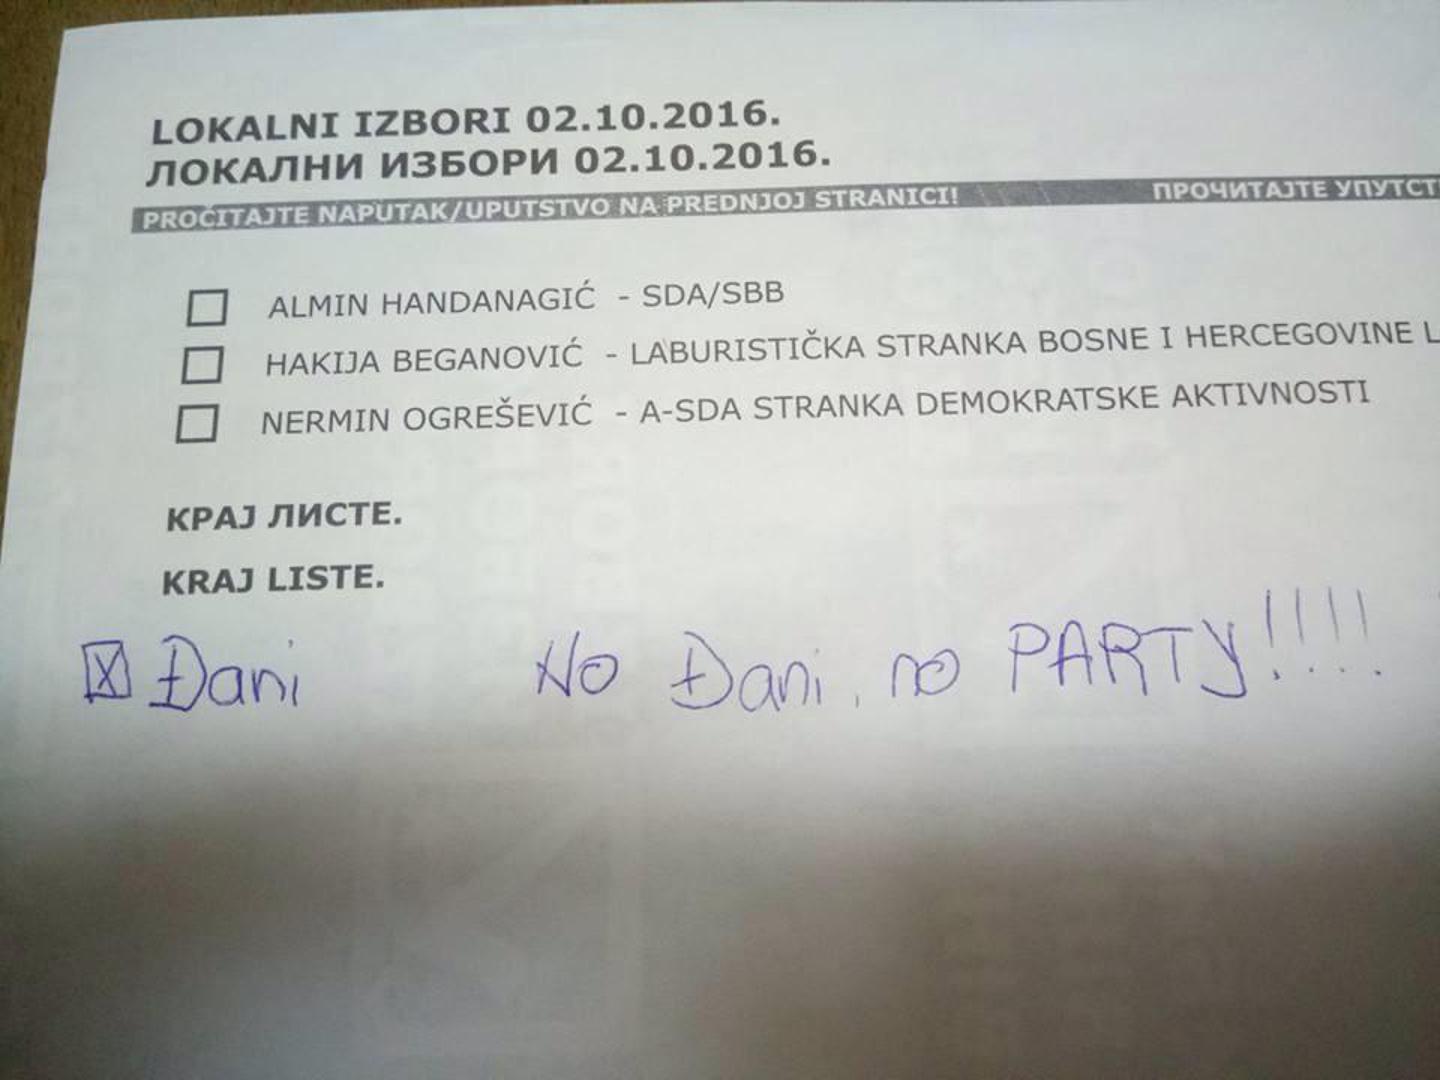 LOKALNI IZBORI 02.10.2016.
ЛОКАЛНИ ИЗБОРИ 02.10.2016.
PROČITAJTE NAPUTAK/UPUTSTVO NA PREDNJOJ STRANICI! ПРОЧИТАЈТЕ УПУТСТ
ALMIN HANDANAGIĆ - SDA/SBB
HAKIJA BEGANOVIĆ - LABURISTIČKA STRANKA BOSNE I HERCEGOVINE L
NERMIN OGREŠEVIĆ - A-SDA STRANKA DEMOKRATSKE AKTIVNOSTI
КРАЈ ЛИСТЕ.
KRAJ LISTE.
X Đani No Đani, no PARTY!!!!